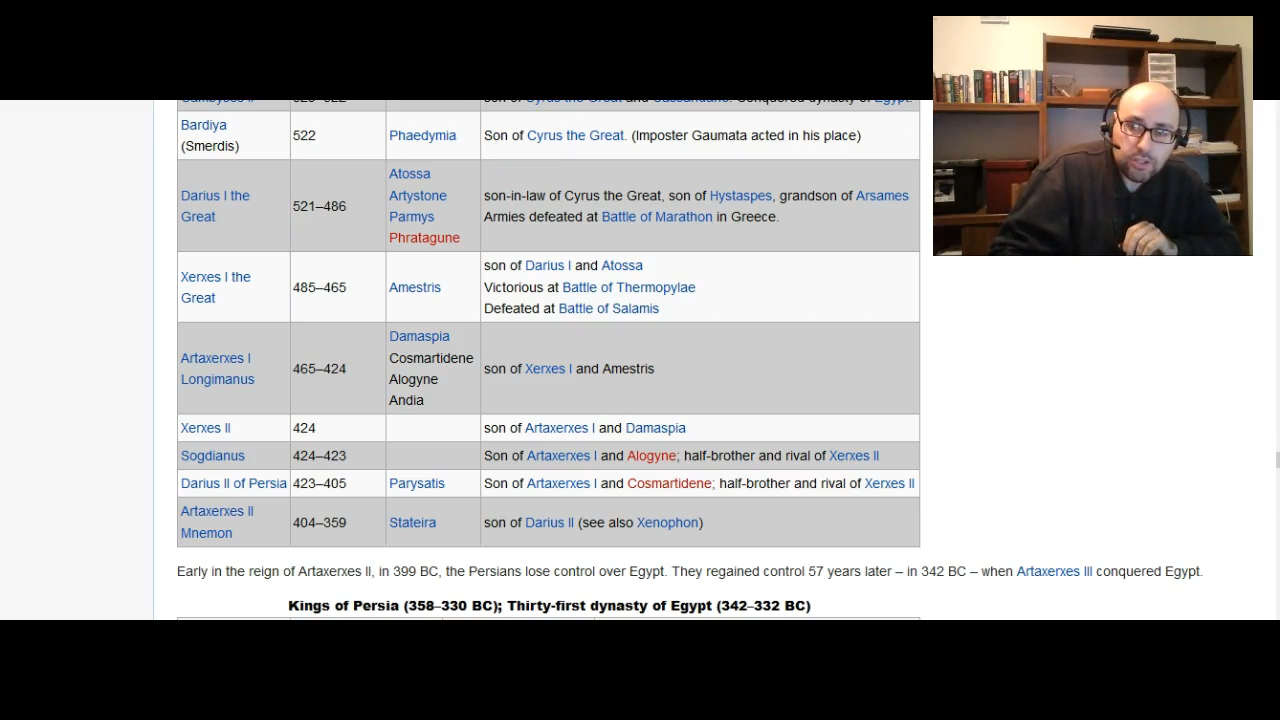 Bardiya
(Smerdis)
522
Phaedymia
Son of Cyrus the Great. (Imposter Gaumata acted in his place)
Darius I the
Great
521–486
Atossa
Artystone
Parmys
Phratagune
son-in-law of Cyrus the Great, son of Hystaspes, grandson of Arsames
Armies defeated at Battle of Marathon in Greece.
Xerxes I the
Great
485–465
Amestris
son of Darius I and Atossa
Victorious at Battle of Thermopylae
Defeated at Battle of Salamis
Artaxerxes I
Longimanus
465–424
Damaspia
Cosmartidene
Alogyne
Andia
son of Xerxes I and Amestris
Xerxes II
424
son of Artaxerxes I and Damaspia
Sogdianus
424–423
Son of Artaxerxes I and Alogyne; half-brother and rival of Xerxes II
Darius II of Persia
423–405
Parysatis
Son of Artaxerxes I and Cosmartidene; half-brother and rival of Xerxes II
Artaxerxes II
Mnemon
404–359
Stateira
son of Darius II (see also Xenophon)
Early in the reign of Artaxerxes II, in 399 BC, the Persians lose control over Egypt. They regained control 57 years later – in 342 BC – when Artaxerxes III conquered Egypt.
Kings of Persia (358–330 BC); Thirty-first dynasty of Egypt (342–332 BC)